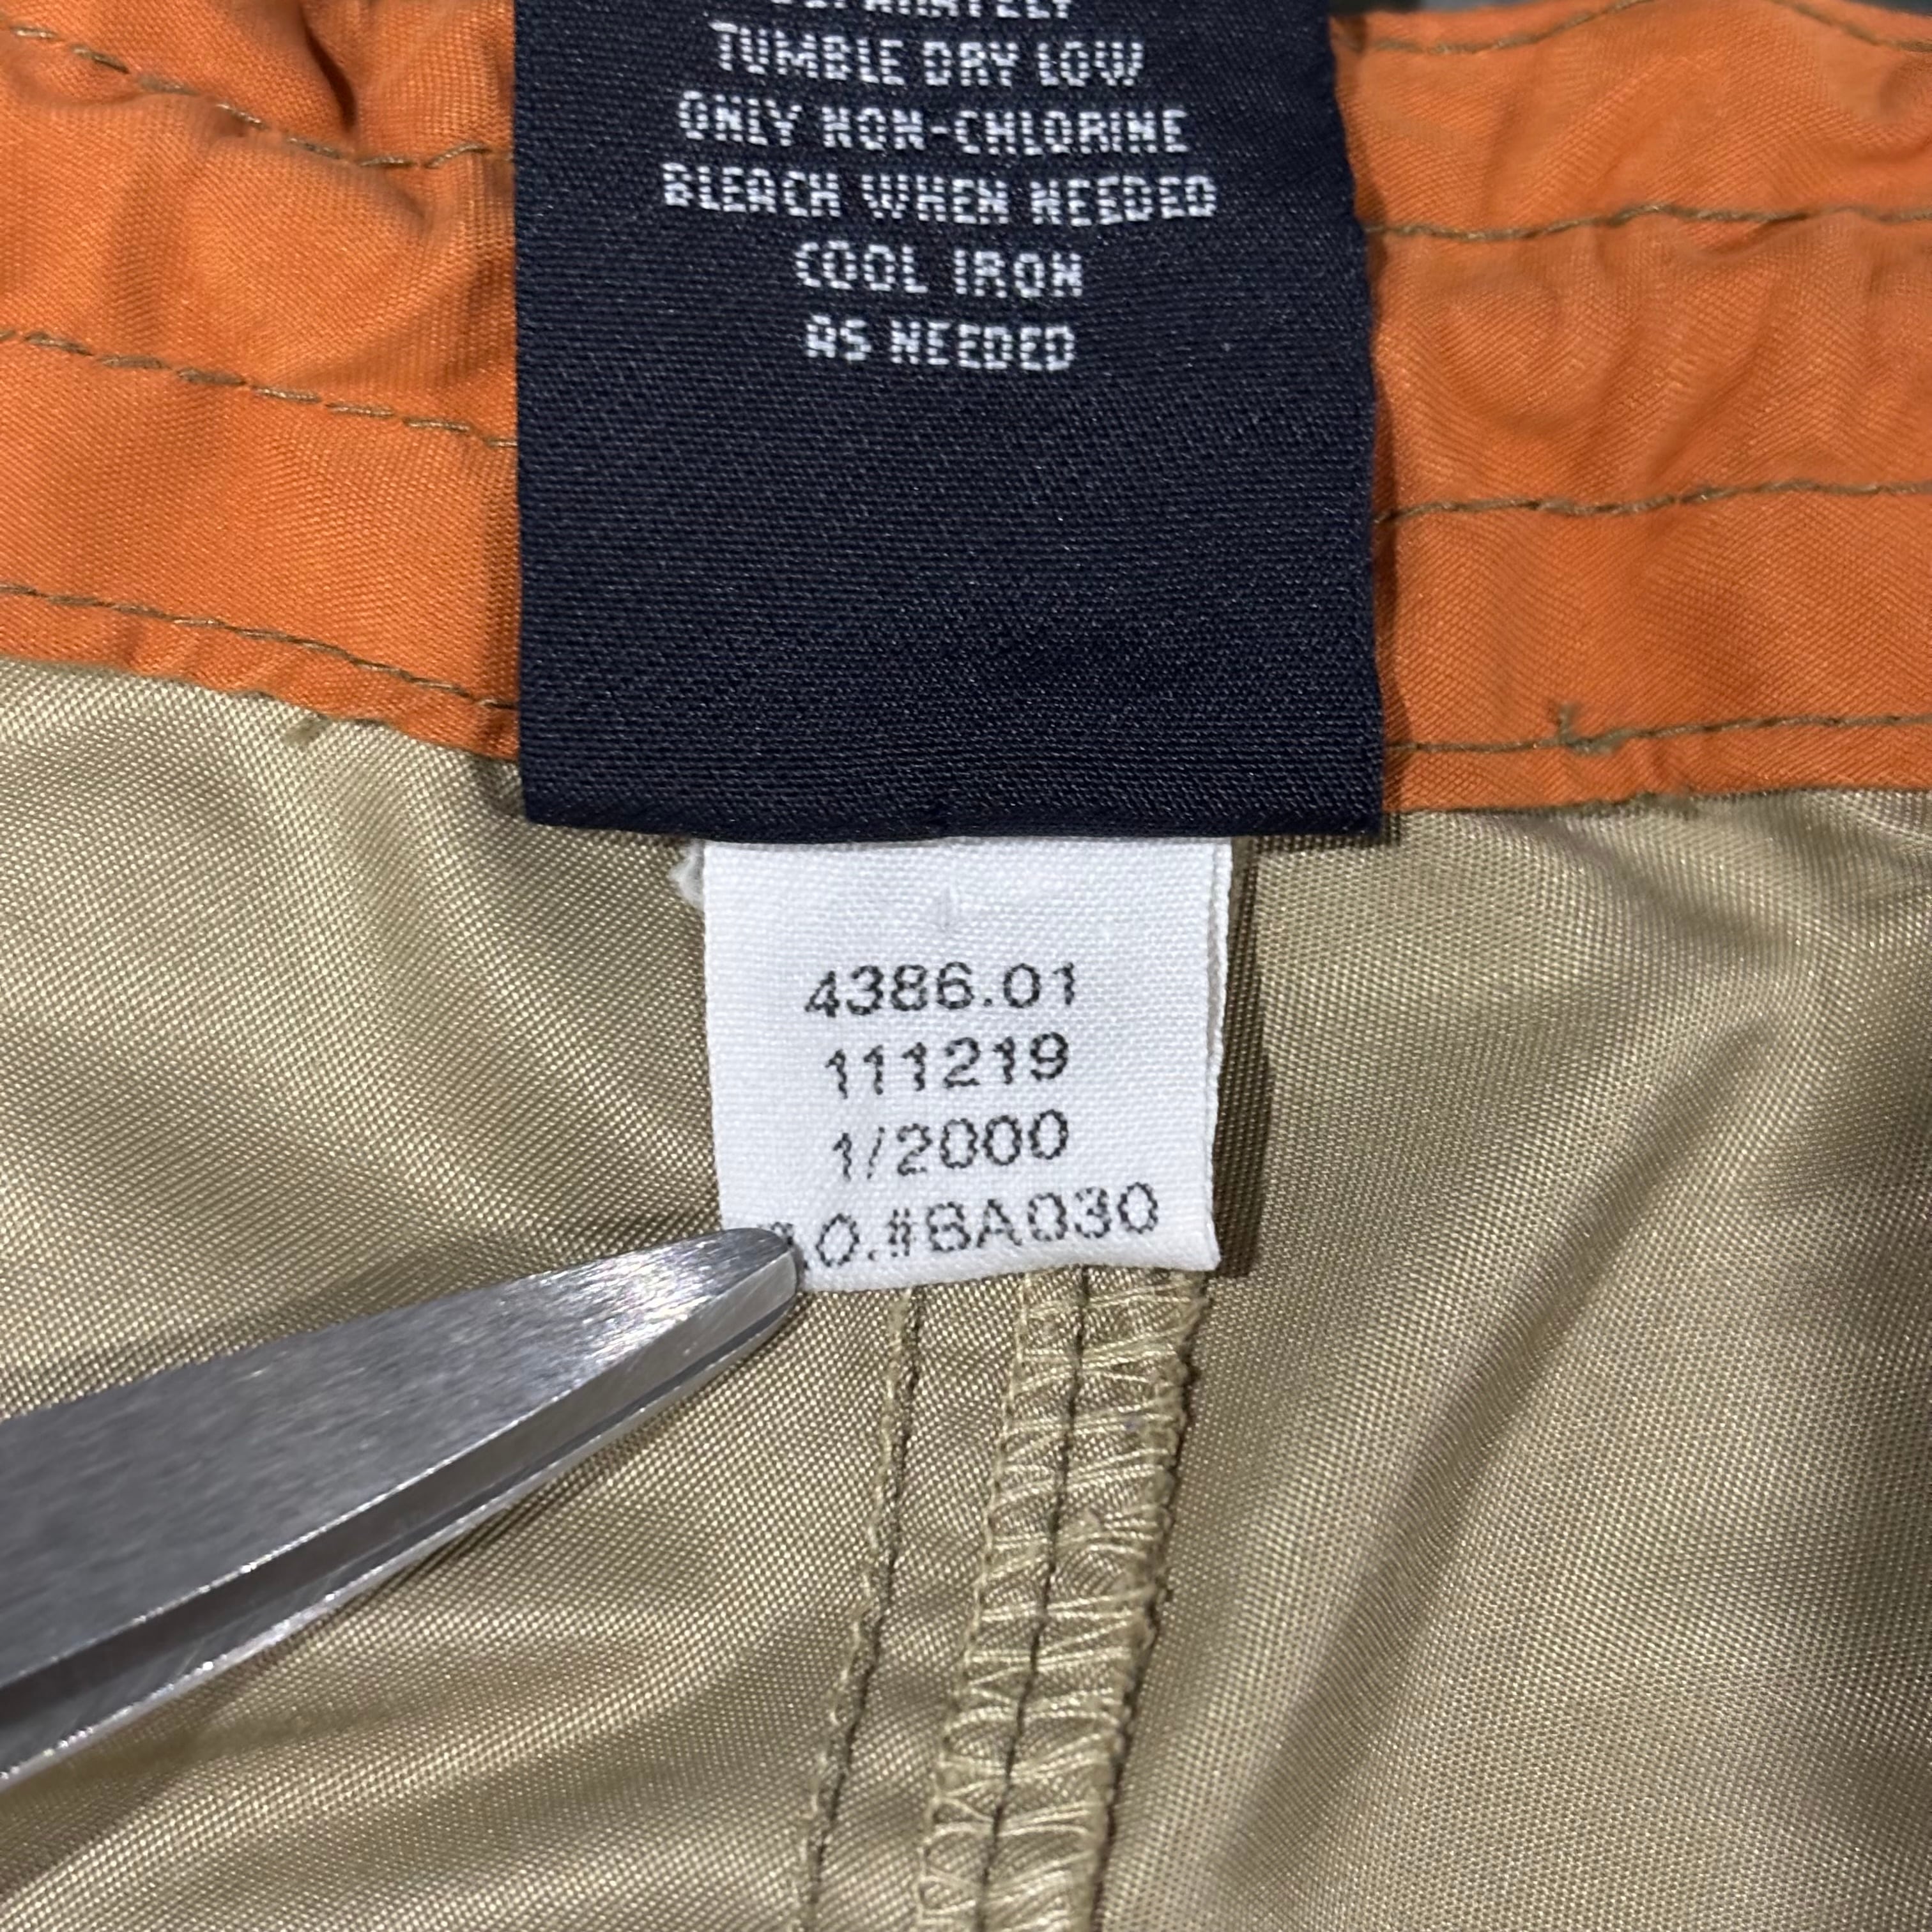 TUMBLE DRY LOW
ONLY NON-CHLORINE
BLEACH WHEN NEEDED
COOL IRON
AS NEEDED
4386.01
111219
1/2000
.O.#BA030